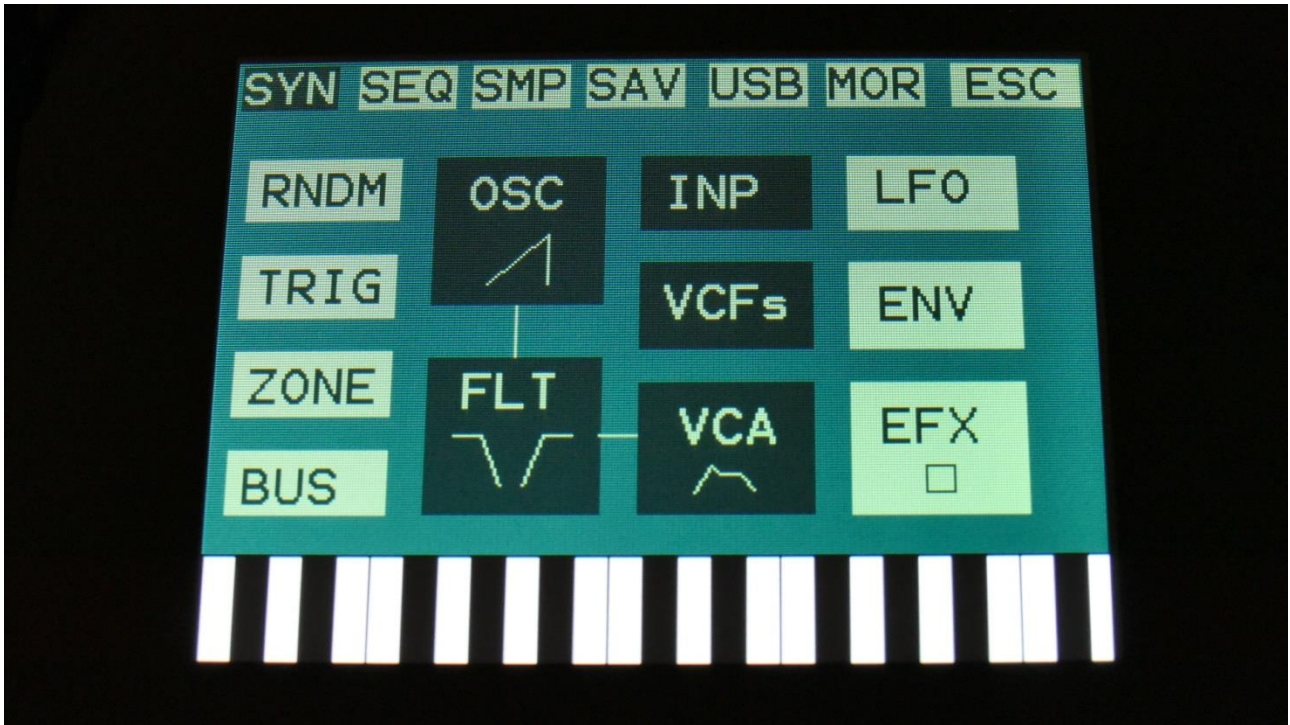 SYN SEQ SMP SAV USB MOR ESC
RNDM OSC INP LFO
TRIG VCFs ENV
ZONE FLT VCA EFX
BUS